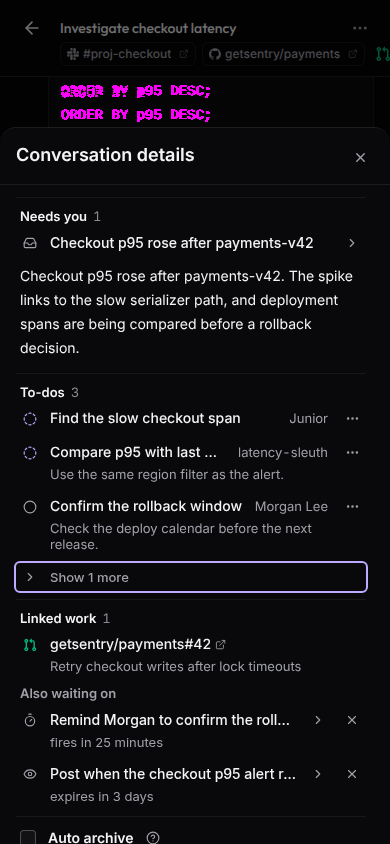 Investigate checkout latency
#proj-checkout
getsentry/payments
ORDER BY p95 DESC;
ORDER BY p95 DESC;
Conversation details
Needs you 1
Checkout p95 rose after payments-v42
Checkout p95 rose after payments-v42. The spike
links to the slow serializer path, and deployment
spans are being compared before a rollback
decision.
To-dos 3
Find the slow checkout span Junior
Compare p95 with last ... latency-sleuth
Use the same region filter as the alert.
Confirm the rollback window Morgan Lee
Check the deploy calendar before the next
release.
Show 1 more
Linked work 1
getsentry/payments#42
Retry checkout writes after lock timeouts
Also waiting on
Remind Morgan to confirm the roll...
fires in 25 minutes
Post when the checkout p95 alert r...
expires in 3 days
Auto archive